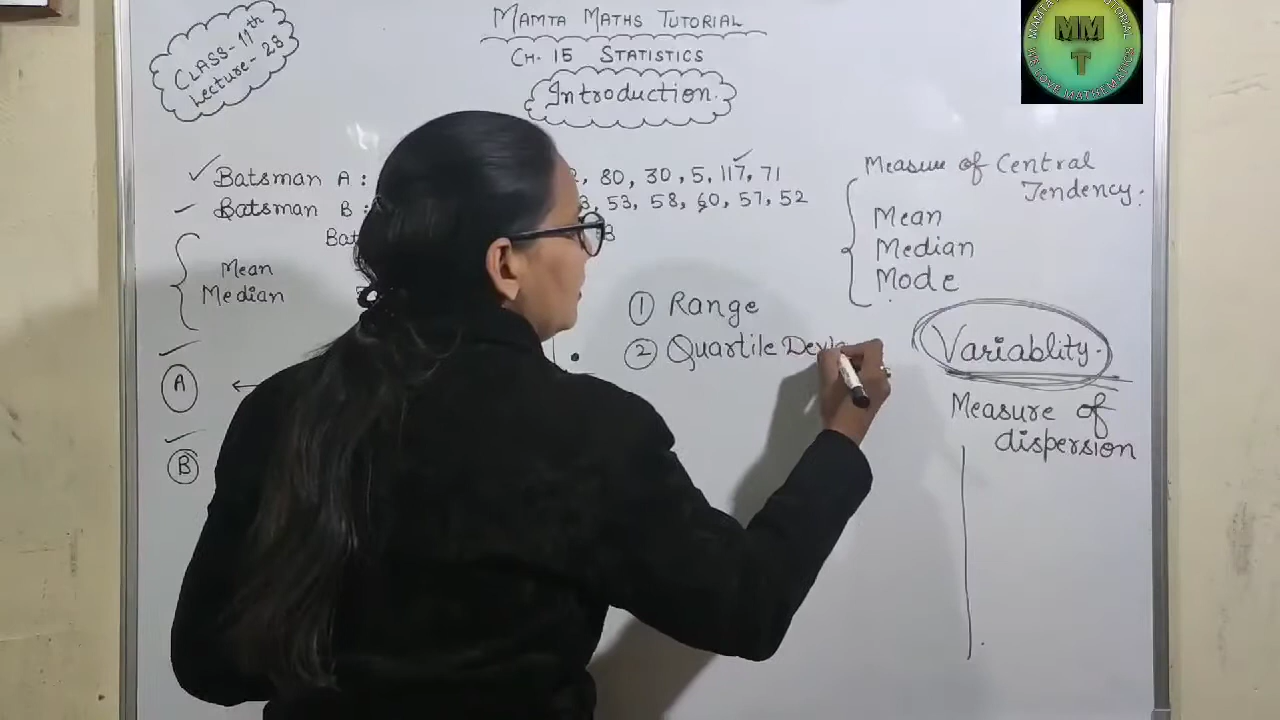 MAMTA MATHS TUTORIAL
CLASS-11th
Lecture-28
CH. 15 STATISTICS
Introduction.
MM
T
Batsman A : , 80, 30, 5, 117, 71
Batsman B : 3, 53, 58, 60, 57, 52
Mean
Median
Measure of Central
Tendency.
Mean
Median
Mode
① Range
② Quartile
Variablity.
Measure of
dispersion
A
B